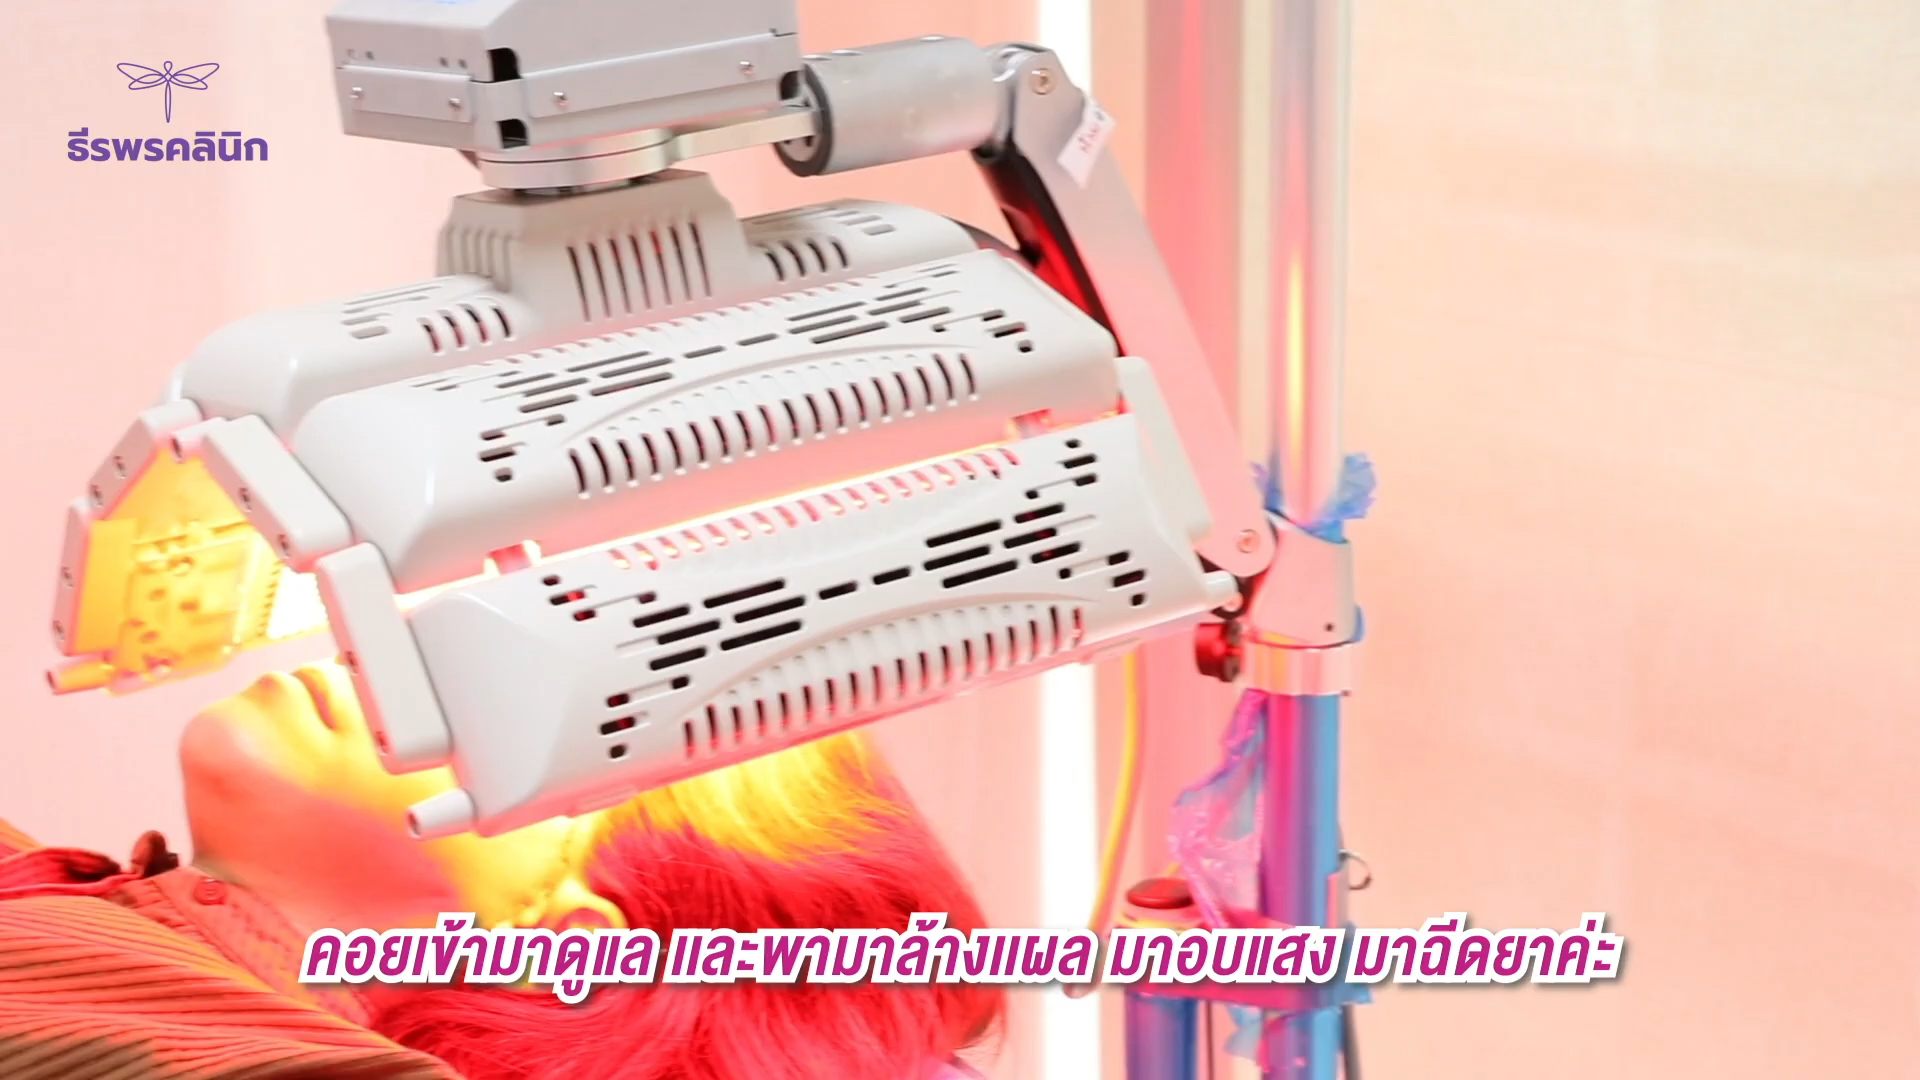 ธีรพรคลินิก
คอยเข้ามาดูแล และพามาล้างแผล มาอบแสง มาฉีดยาค่ะ